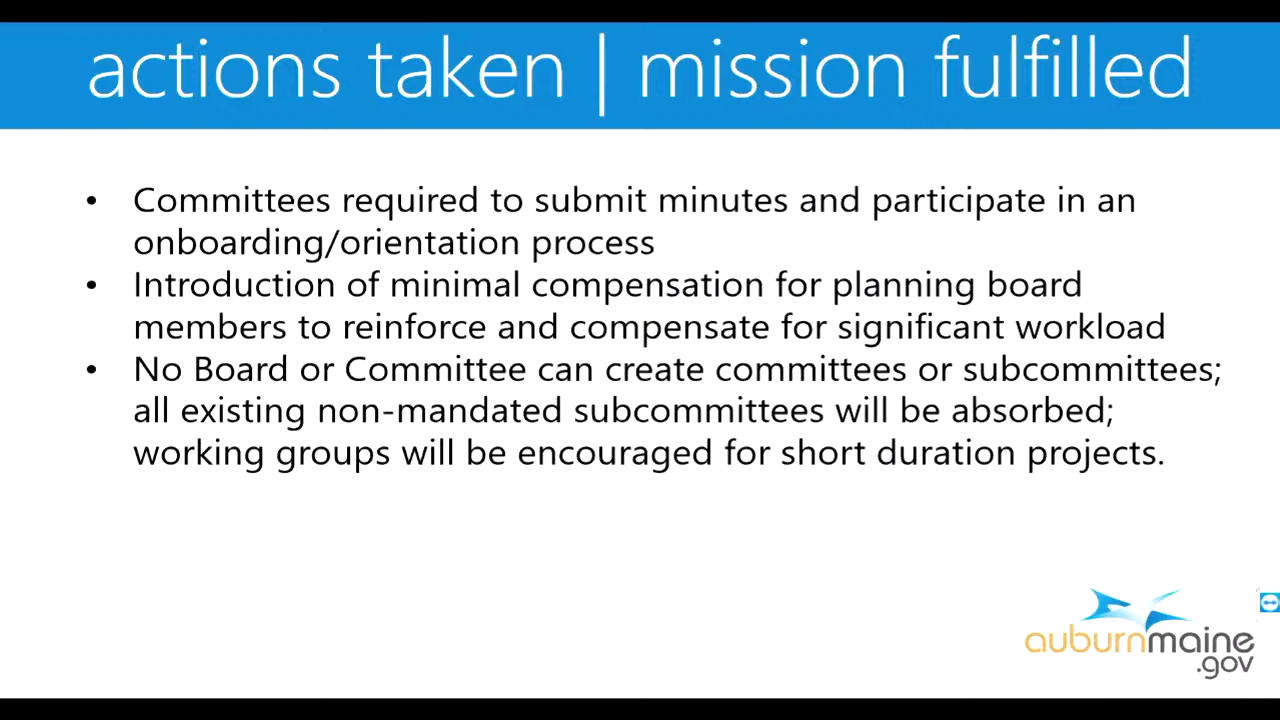 actions taken | mission fulfilled
• Committees required to submit minutes and participate in an
onboarding/orientation process
• Introduction of minimal compensation for planning board
members to reinforce and compensate for significant workload
• No Board or Committee can create committees or subcommittees;
all existing non-mandated subcommittees will be absorbed;
working groups will be encouraged for short duration projects.
auburnmaine
.gov